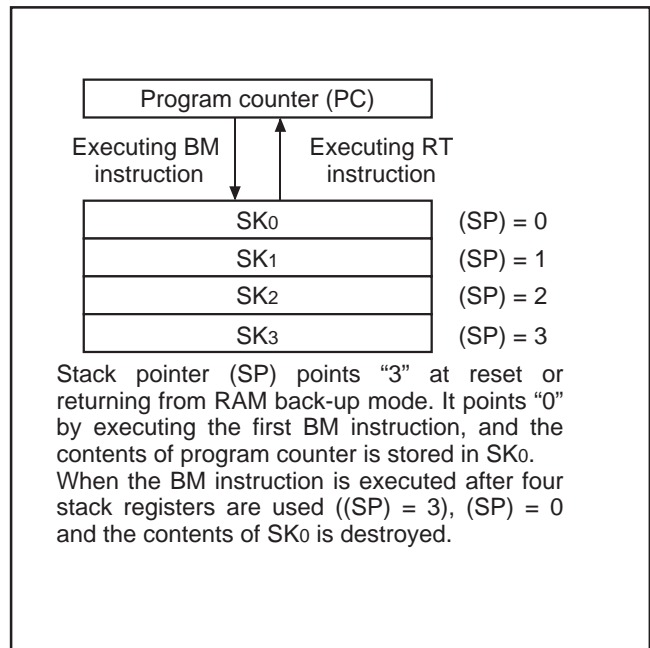 Program counter (PC)
Executing BM
instruction
Executing RT
instruction
SK0 (SP) = 0
SK1 (SP) = 1
SK2 (SP) = 2
SK3 (SP) = 3
Stack pointer (SP) points “3” at reset or
returning from RAM back-up mode. It points “0”
by executing the first BM instruction, and the
contents of program counter is stored in SK0.
When the BM instruction is executed after four
stack registers are used ((SP) = 3), (SP) = 0
and the contents of SK0 is destroyed.